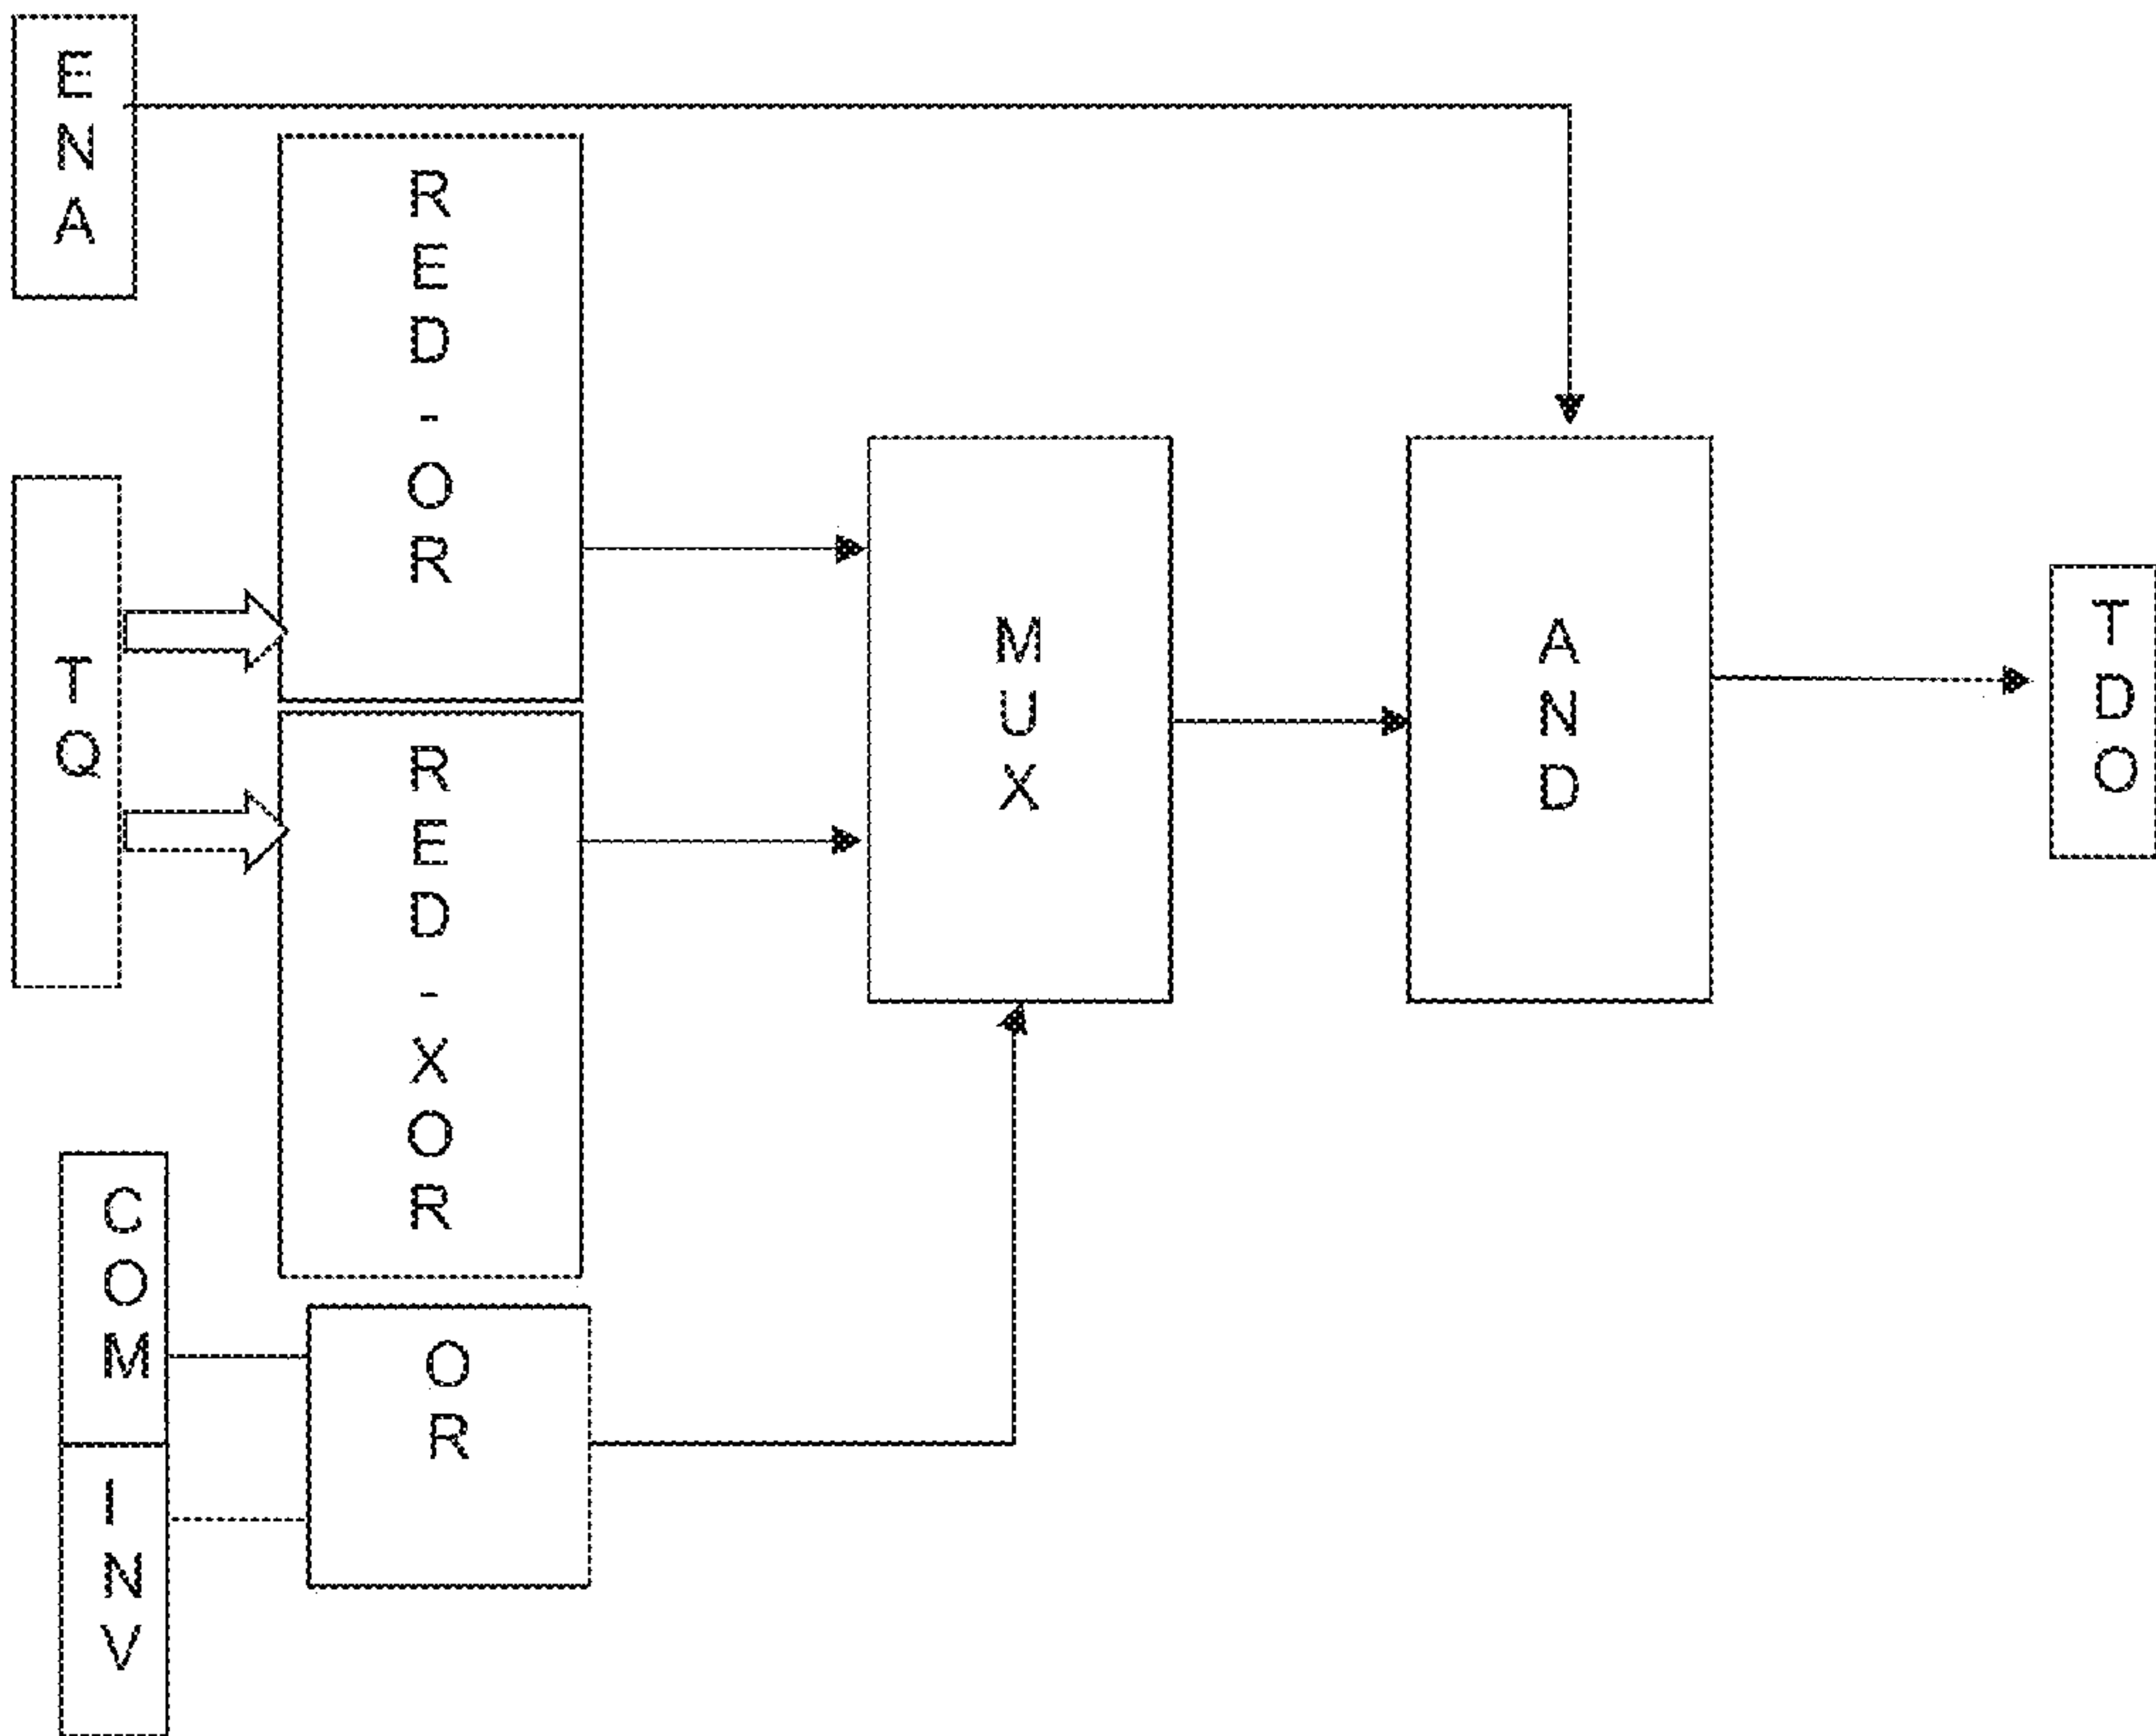 ENA
RED-OR
TQ
RED-XOR
MUX
AND
TDO
COM
INV
OR